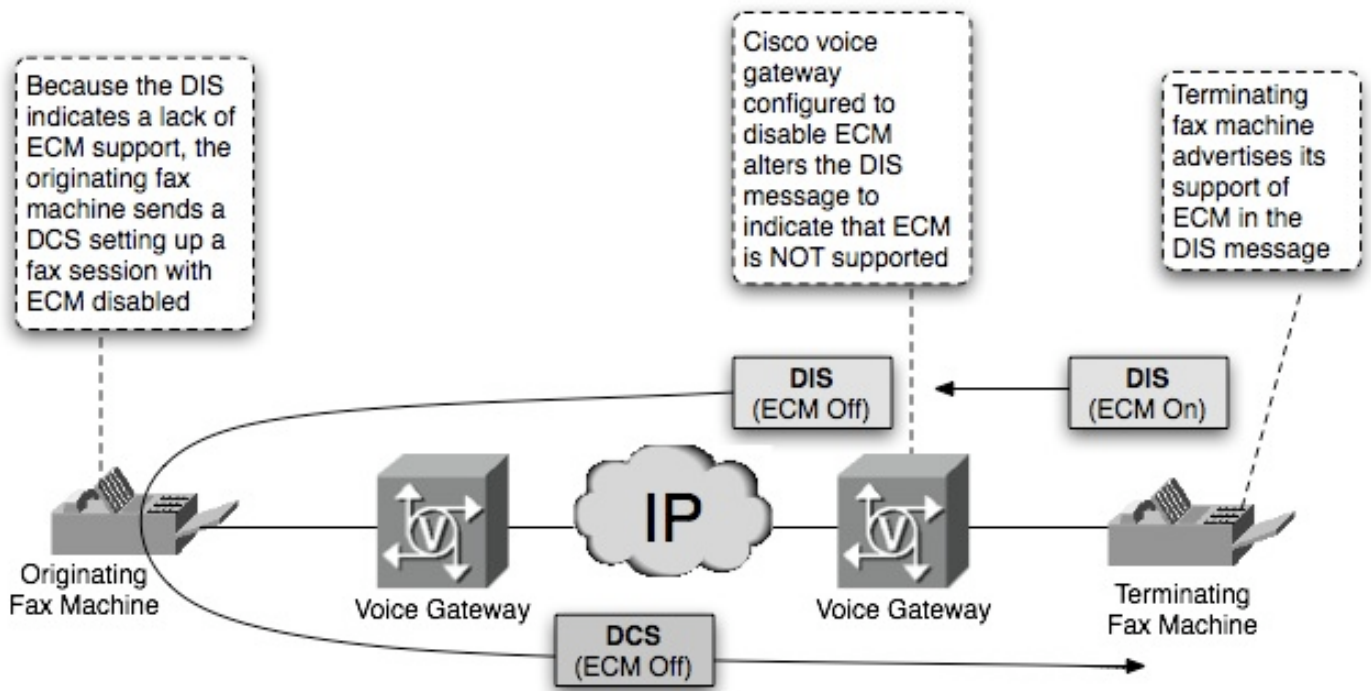 Because the DIS
indicates a lack of
ECM support, the
originating fax
machine sends a
DCS setting up a
fax session with
ECM disabled
Cisco voice
gateway
configured to
disable ECM
alters the DIS
message to
indicate that ECM
is NOT supported
Terminating
fax machine
advertises its
support of
ECM in the
DIS message
DIS
(ECM Off)
DIS
(ECM On)
V
IP
V
Originating
Fax Machine
Voice Gateway
Voice Gateway
Terminating
Fax Machine
DCS
(ECM Off)